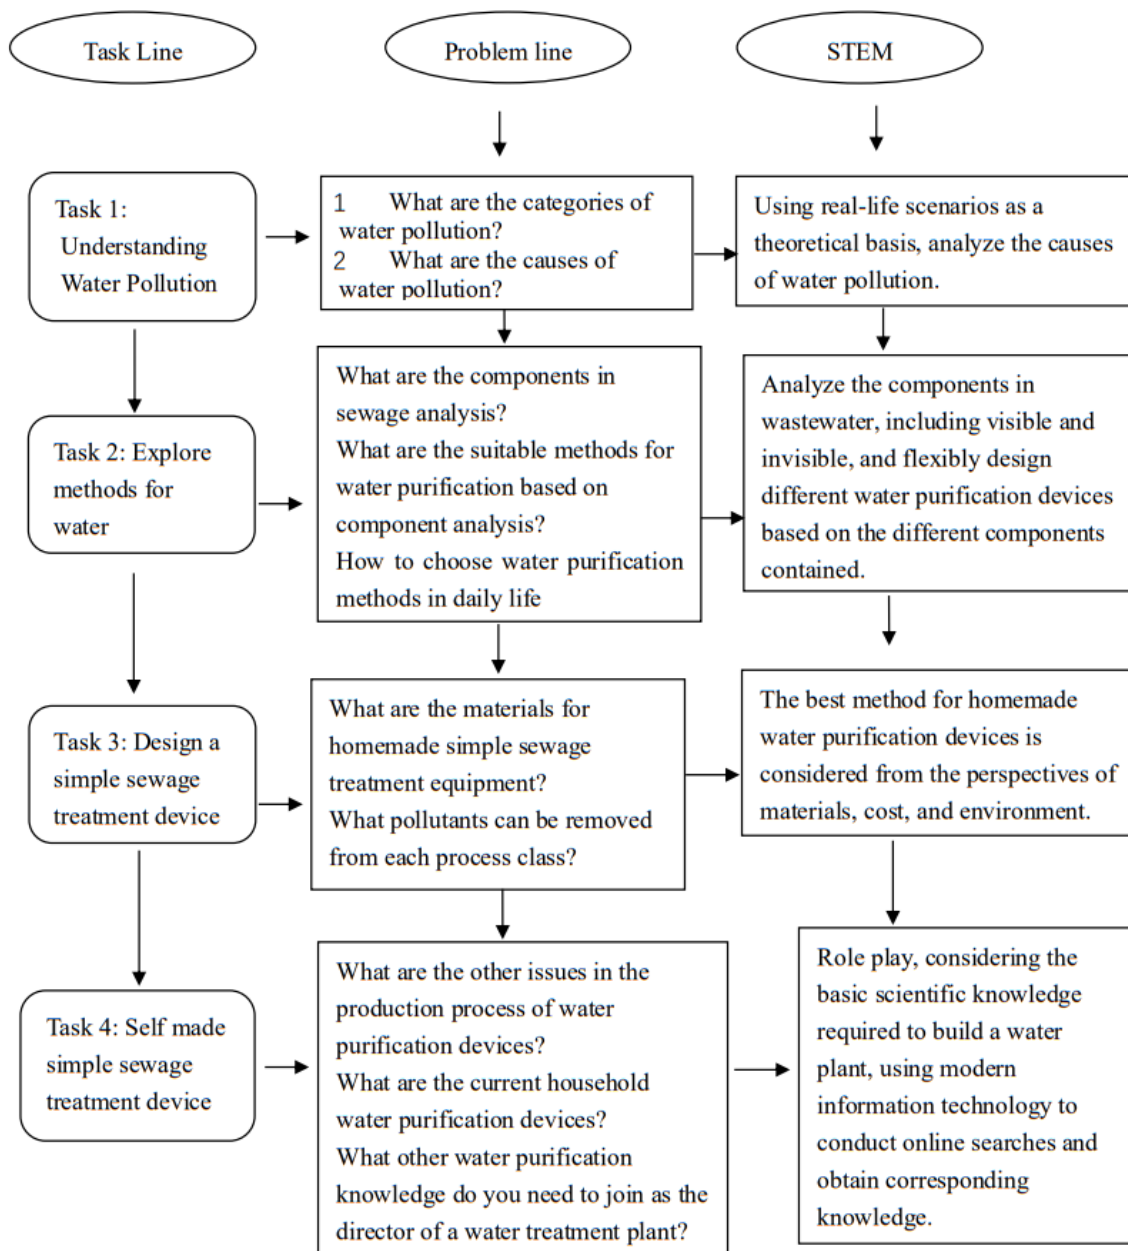 Task Line
Problem line
STEM
Task 1:
Understanding
Water Pollution
1 What are the categories of
water pollution?
2 What are the causes of
water pollution?
Using real-life scenarios as a
theoretical basis, analyze the causes
of water pollution.
Task 2: Explore
methods for
water
What are the components in
sewage analysis?
What are the suitable methods for
water purification based on
component analysis?
How to choose water purification
methods in daily life
Analyze the components in
wastewater, including visible and
invisible, and flexibly design
different water purification devices
based on the different components
contained.
Task 3: Design a
simple sewage
treatment device
What are the materials for
homemade simple sewage
treatment equipment?
What pollutants can be removed
from each process class?
The best method for homemade
water purification devices is
considered from the perspectives of
materials, cost, and environment.
Task 4: Self made
simple sewage
treatment device
What are the other issues in the
production process of water
purification devices?
What are the current household
water purification devices?
What other water purification
knowledge do you need to join as the
director of a water treatment plant?
Role play, considering the
basic scientific knowledge
required to build a water
plant, using modern
information technology to
conduct online searches and
obtain corresponding
knowledge.